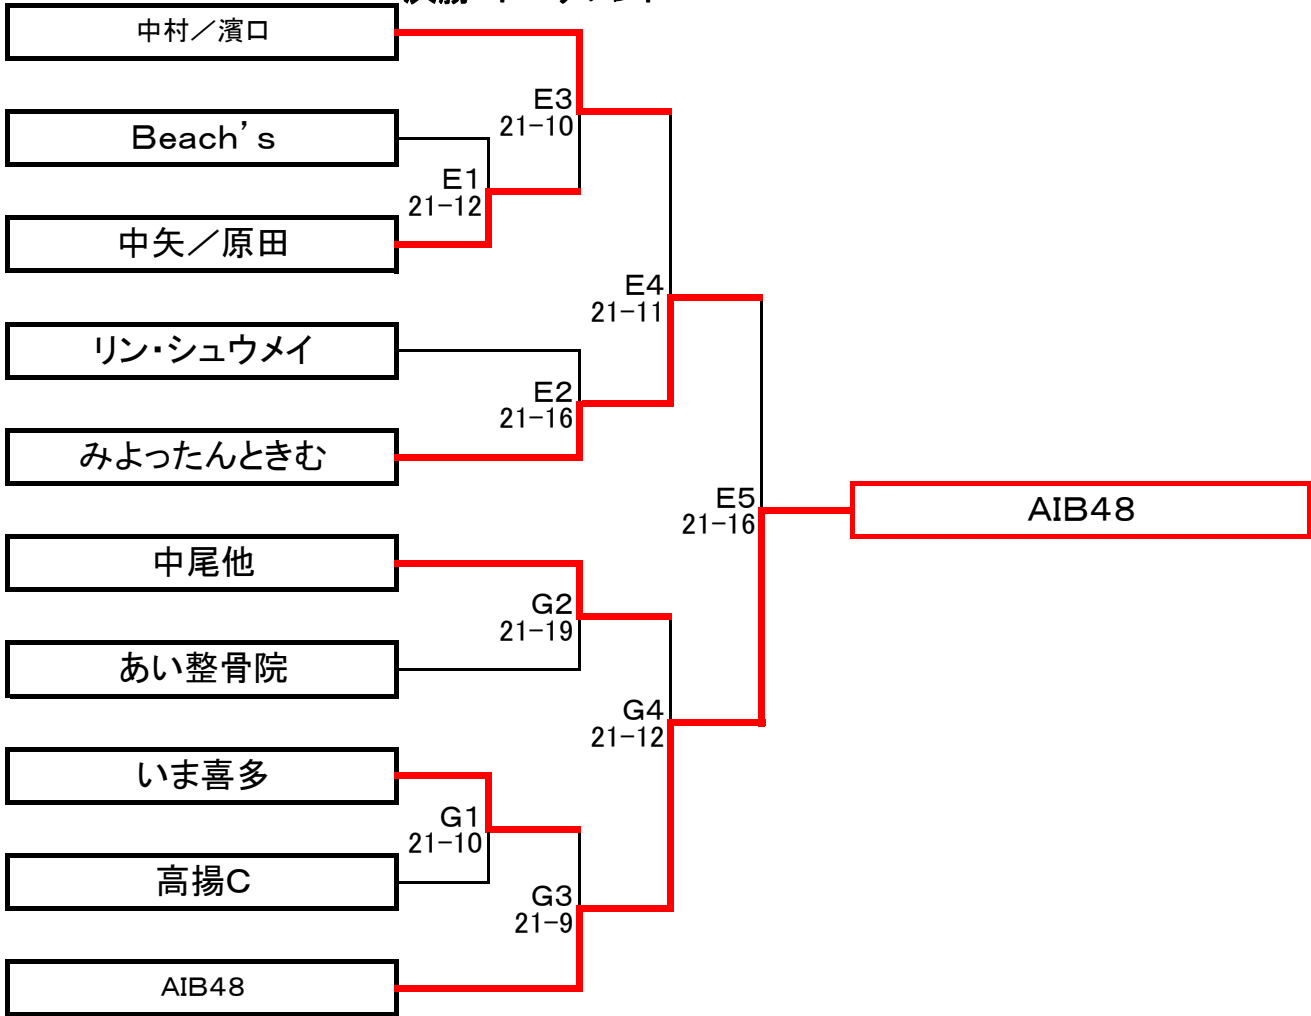 中村／濱口
E3
21-10
Beach’s
E1
21-12
中矢／原田
E4
21-11
リン・シュウメイ
E2
21-16
みよったんときむ
E5
21-16
AIB48
中尾他
G2
21-19
あい整骨院
G4
21-12
いま喜多
G1
21-10
高揚C
G3
21-9
AIB48